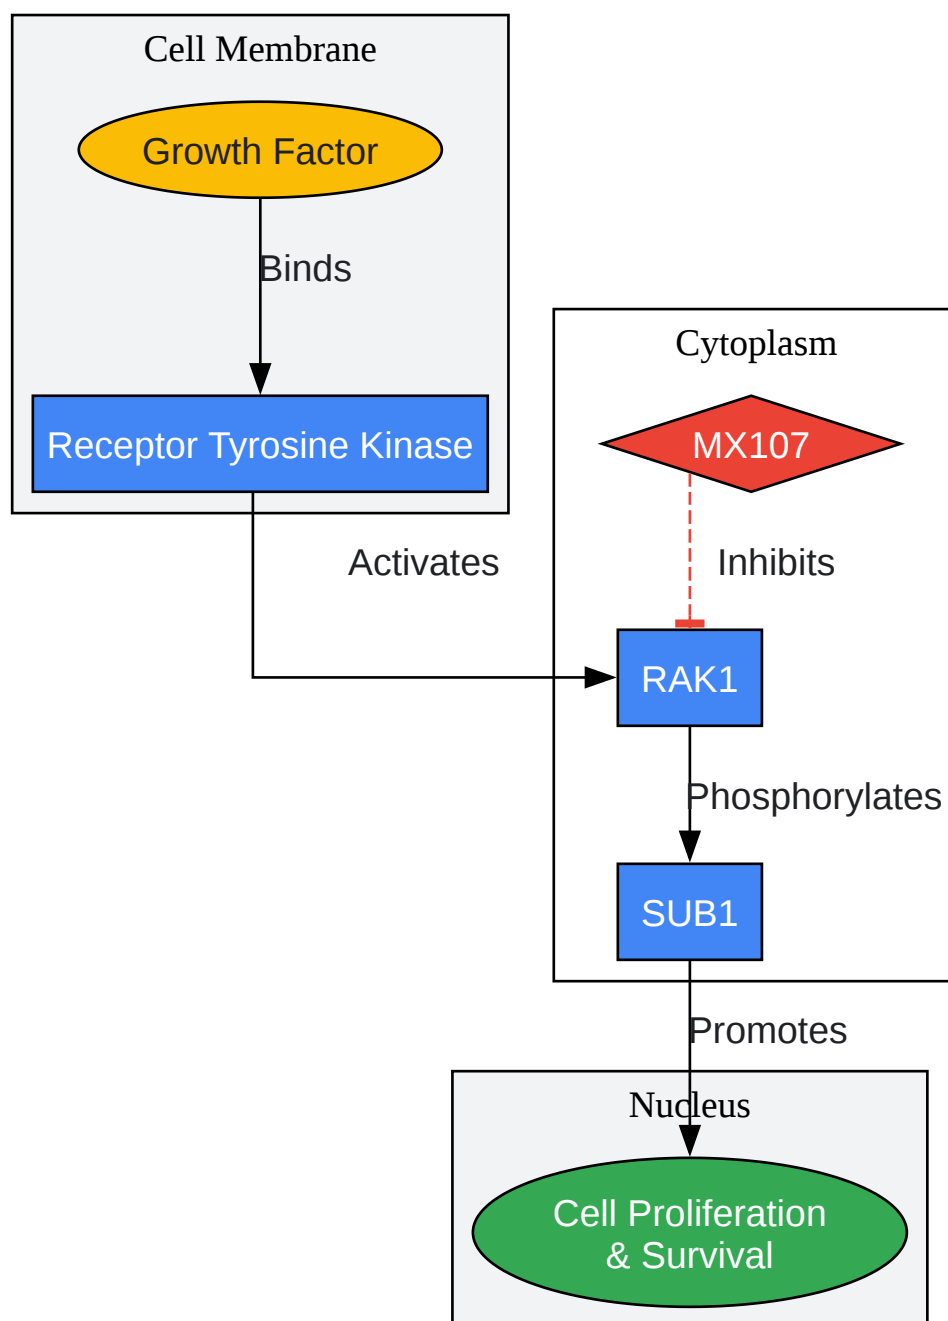 Cell Membrane
Growth Factor
Binds
Receptor Tyrosine Kinase
Activates
Cytoplasm
MX107
Inhibits
RAK1
Phosphorylates
SUB1
Promotes
Nucleus
Cell Proliferation
& Survival